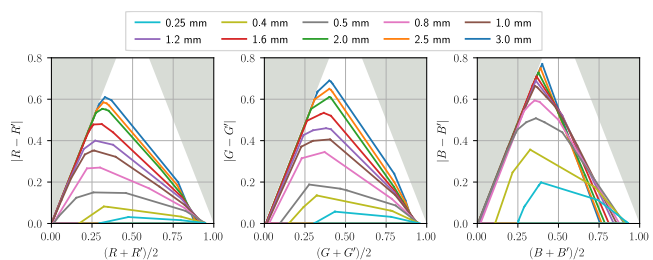 0.25 mm 0.4 mm 0.5 mm 0.8 mm 1.0 mm
1.2 mm 1.6 mm 2.0 mm 2.5 mm 3.0 mm
0.8 0.8 0.8
0.6 0.6 0.6
0.4 0.4 0.4
0.2 0.2 0.2
0.0 0.0 0.0
|R − R′| |G − G′| |B − B′|
0.00 0.25 0.50 0.75 1.00 0.00 0.25 0.50 0.75 1.00 0.00 0.25 0.50 0.75 1.00
(R + R′)/2 (G + G′)/2 (B + B′)/2